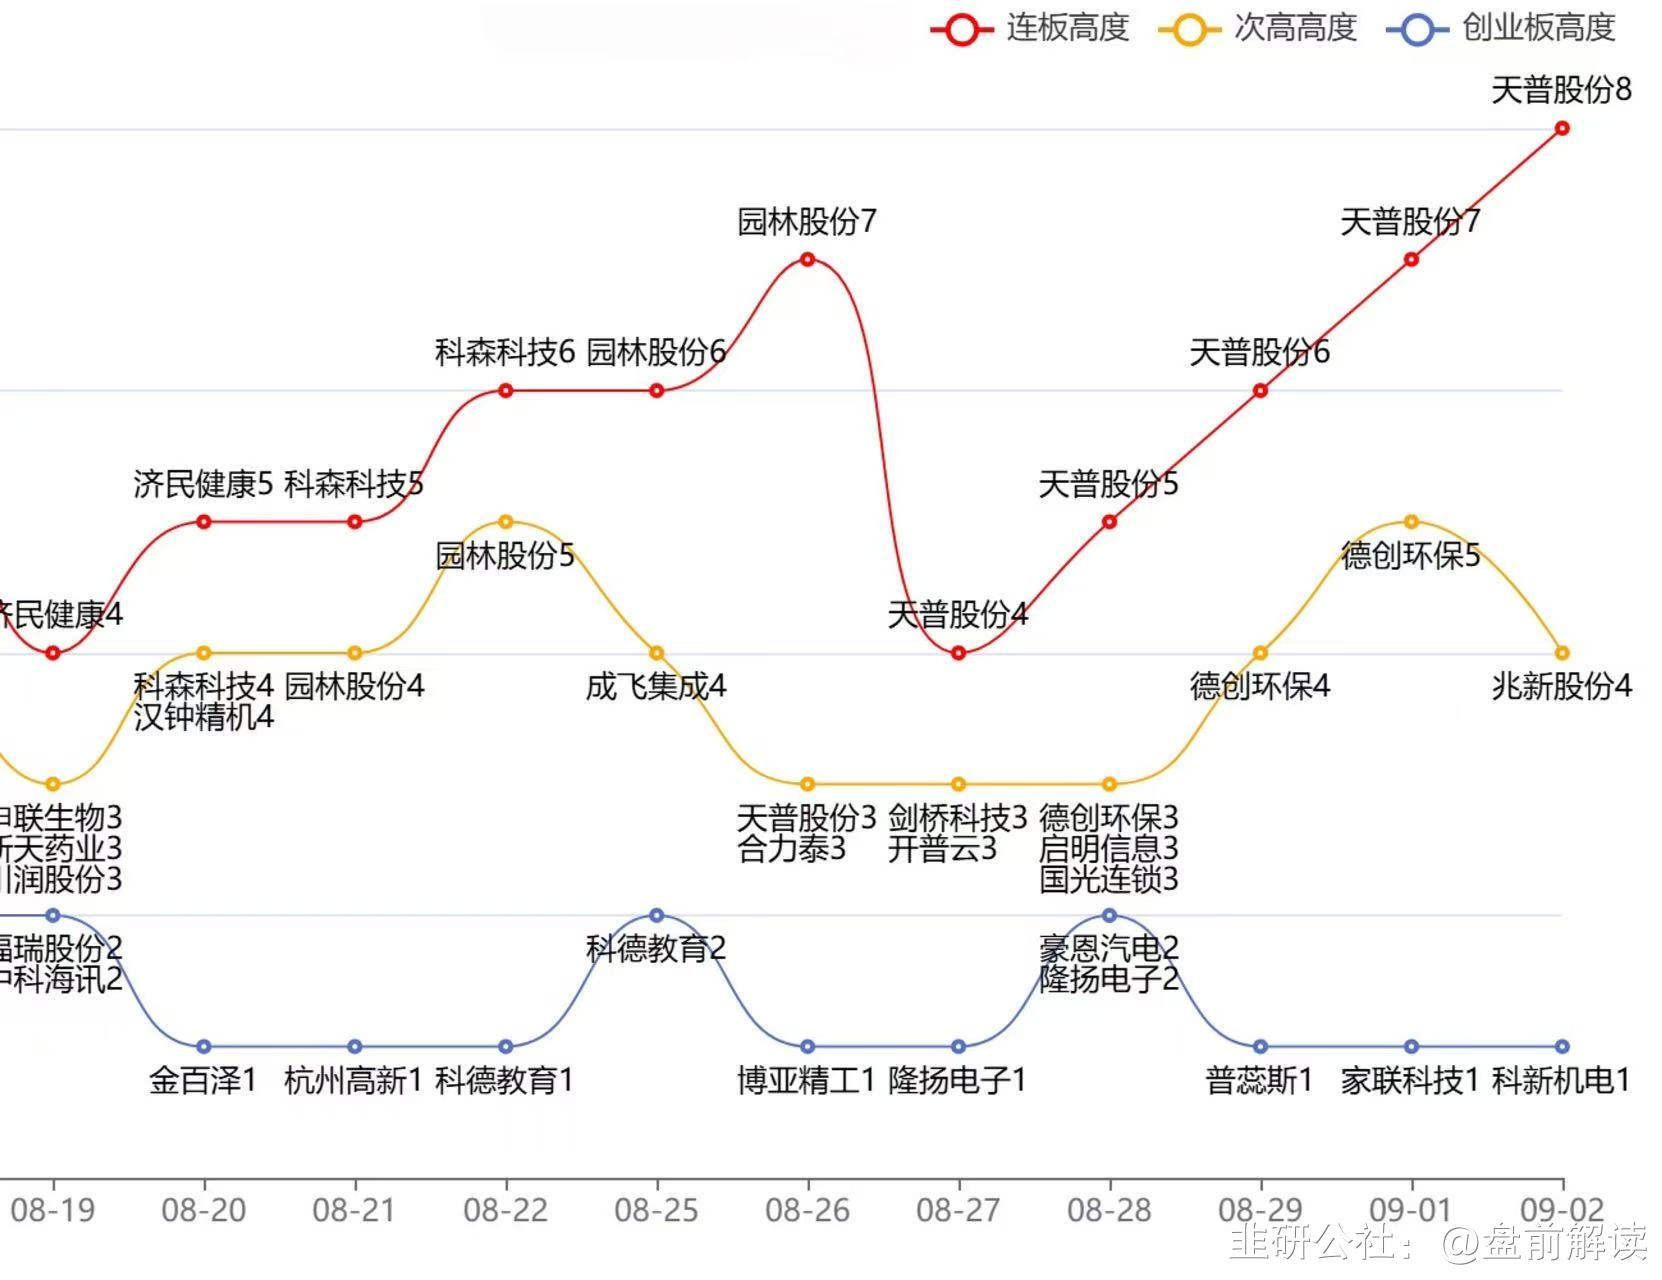 连板高度
次高高度
创业板高度
天普股份8
园林股份7
天普股份7
科森科技6
园林股份6
天普股份6
济民健康5
科森科技5
天普股份5
园林股份5
德创环保5
民健康4
天普股份4
科森科技4
汉钟精机4
园林股份4
成飞集成4
德创环保4
兆新股份4
联生物3
天药业3
润股份3
天普股份3
合力泰3
剑桥科技3
开普云3
德创环保3
启明信息3
国光连锁3
瑞股份2
科海讯2
科德教育2
豪恩汽电2
隆扬电子2
金百泽1
杭州高新1
科德教育1
博亚精工1
隆扬电子1
普蕊斯1
家联科技1
科新机电1
08-19
08-20
08-21
08-22
08-25
08-26
08-27
08-28
08-29
09-01
09-02
韭研公社：@盘前解读